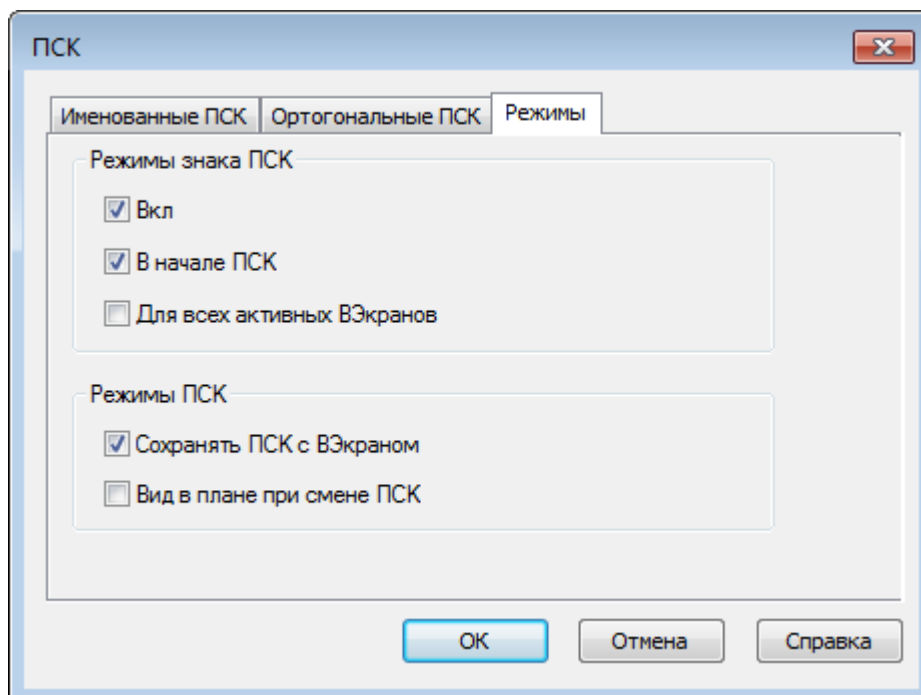 ПСК
Именованные ПСК Ортогональные ПСК Режимы
Режимы знака ПСК
Вкл
В начале ПСК
Для всех активных ВЭкранов
Режимы ПСК
Сохранять ПСК с ВЭкраном
Вид в плане при смене ПСК
ОК Отмена Справка